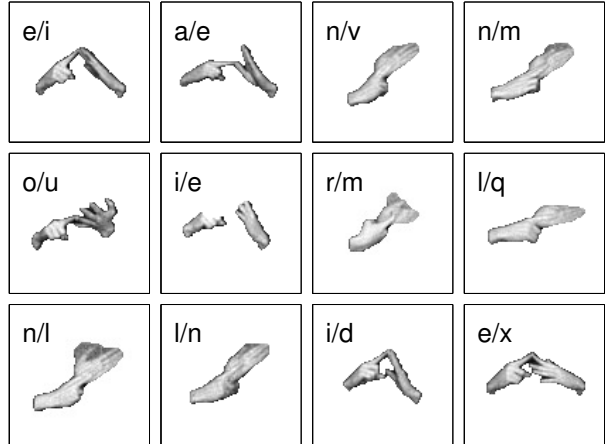 e/i a/e n/v n/m
o/u i/e r/m l/q
n/l l/n i/d e/x